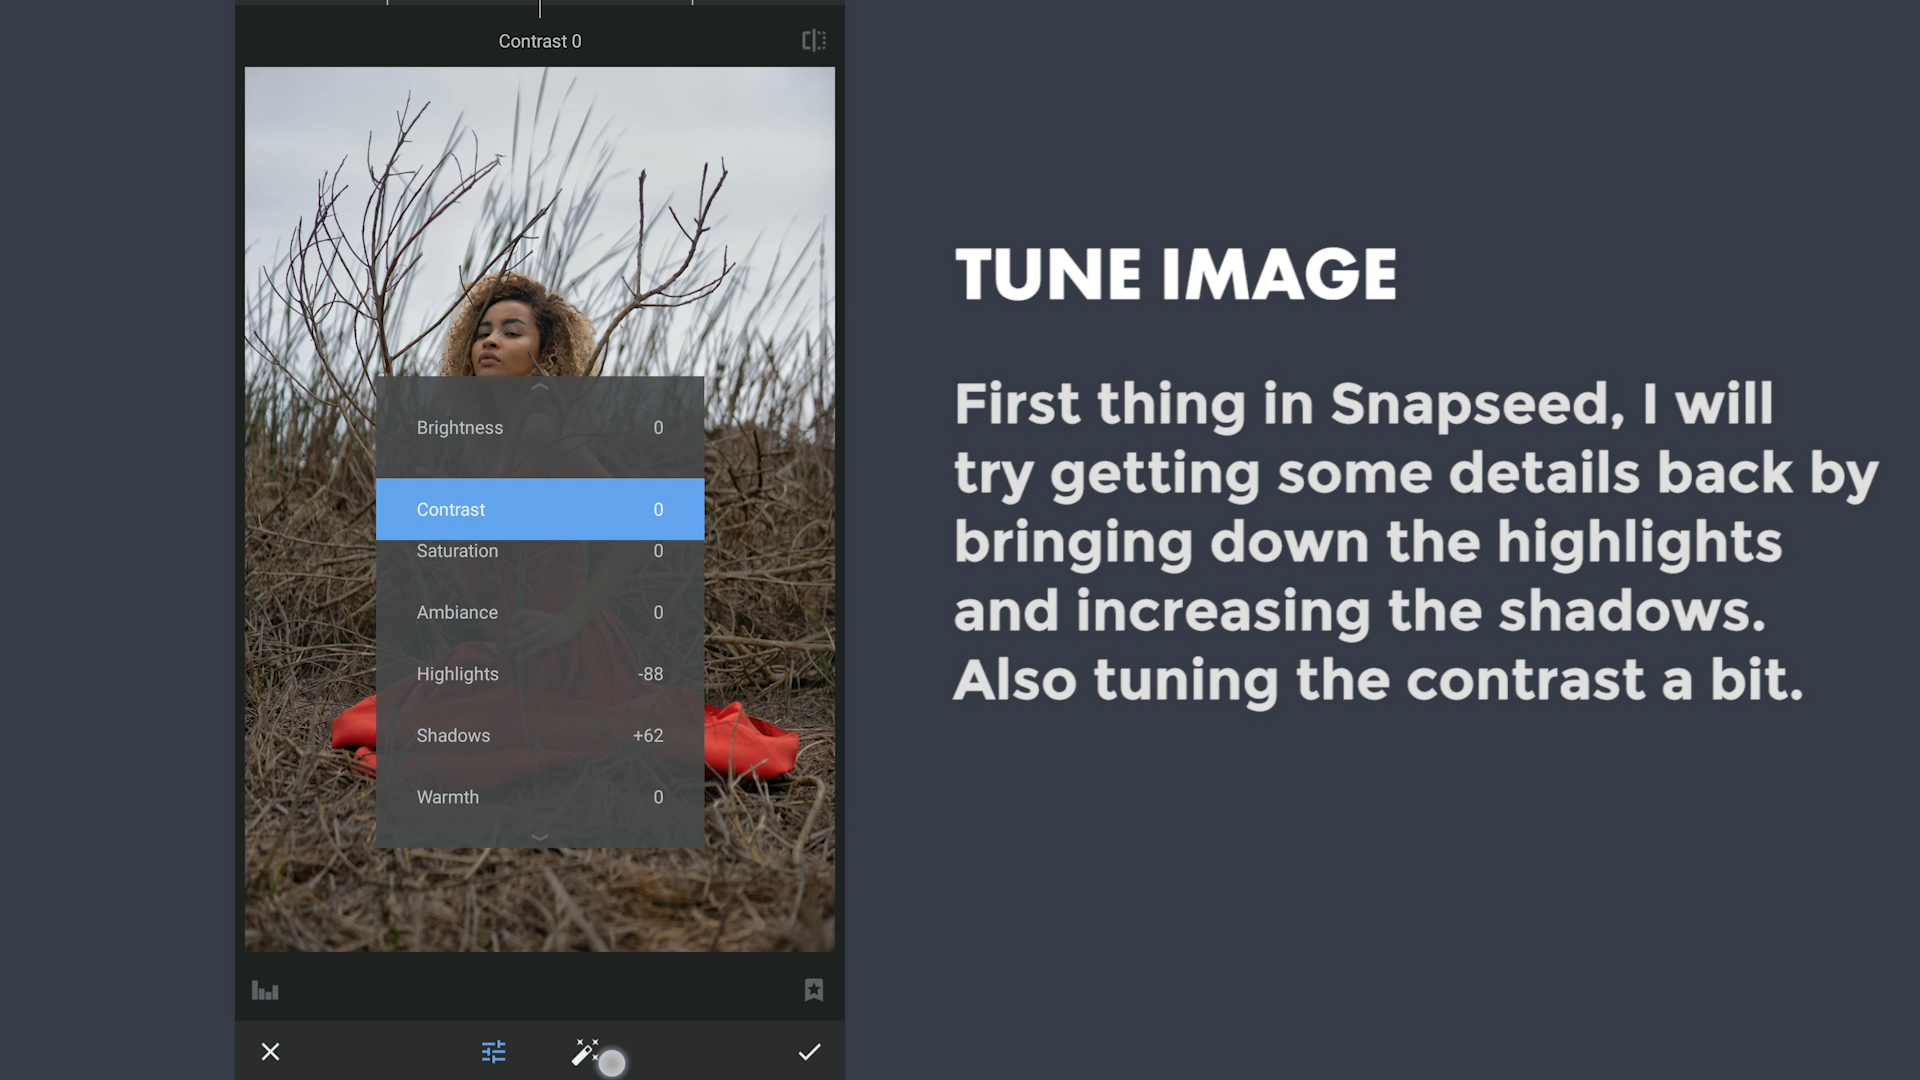 Contrast 0
Brightness 0
Contrast 0
Saturation 0
Ambiance 0
Highlights -88
Shadows +62
Warmth 0
TUNE IMAGE
First thing in Snapseed, I will
try getting some details back by
bringing down the highlights
and increasing the shadows.
Also tuning the contrast a bit.